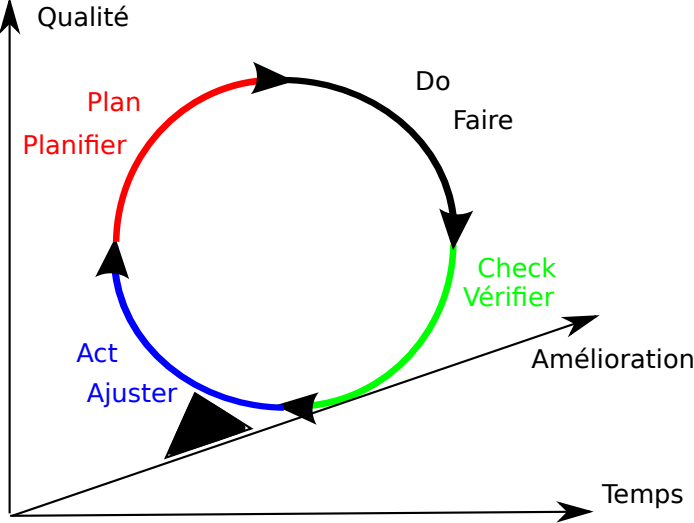 Qualité
Plan
Planifier
Do
Faire
Check
Vérifier
Act
Ajuster
Amélioration
Temps